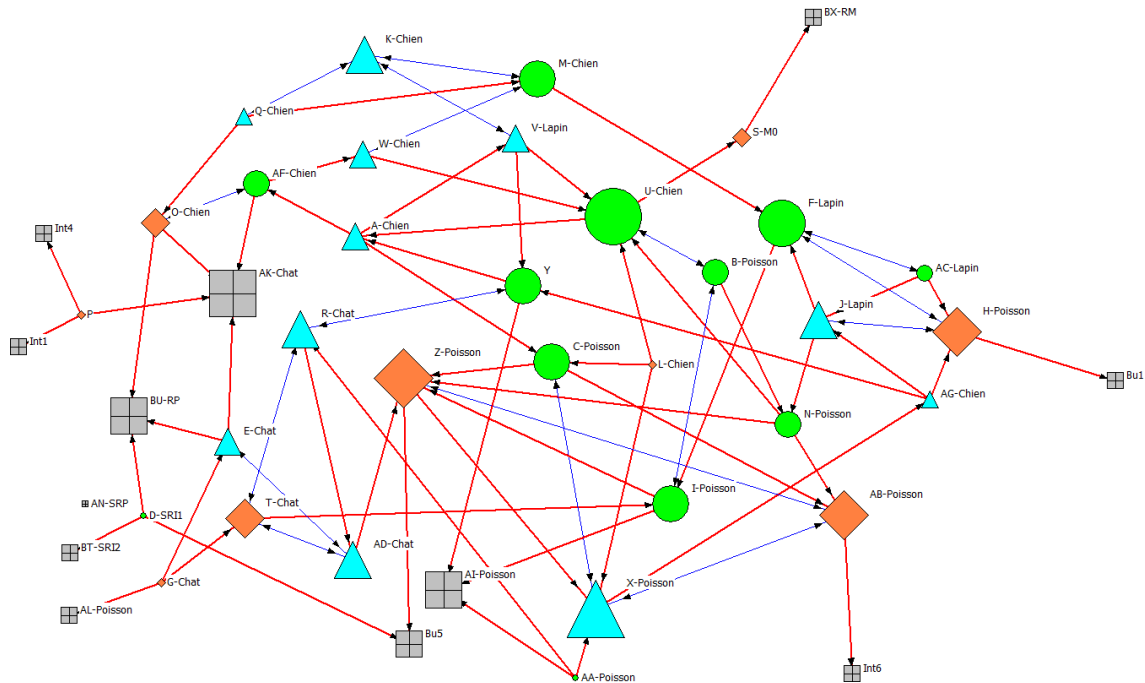 BX-RM
K-Chien
M-Chien
Q-Chien
V-Lapin
S-M0
W-Chien
AF-Chien
U-Chien
F-Lapin
O-Chien
A-Chien
Int4
B-Poisson
AC-Lapin
AK-Chat
Y
P
R-Chat
J-Lapin
H-Poisson
Int1
Z-Poisson
C-Poisson
L-Chien
Bu1
AG-Chien
BU-RP
N-Poisson
E-Chat
I-Poisson
AN-SRP
T-Chat
AB-Poisson
D-SRI1
BT-SRI2
AD-Chat
AI-Poisson
X-Poisson
G-Chat
AL-Poisson
Bu5
Int6
AA-Poisson